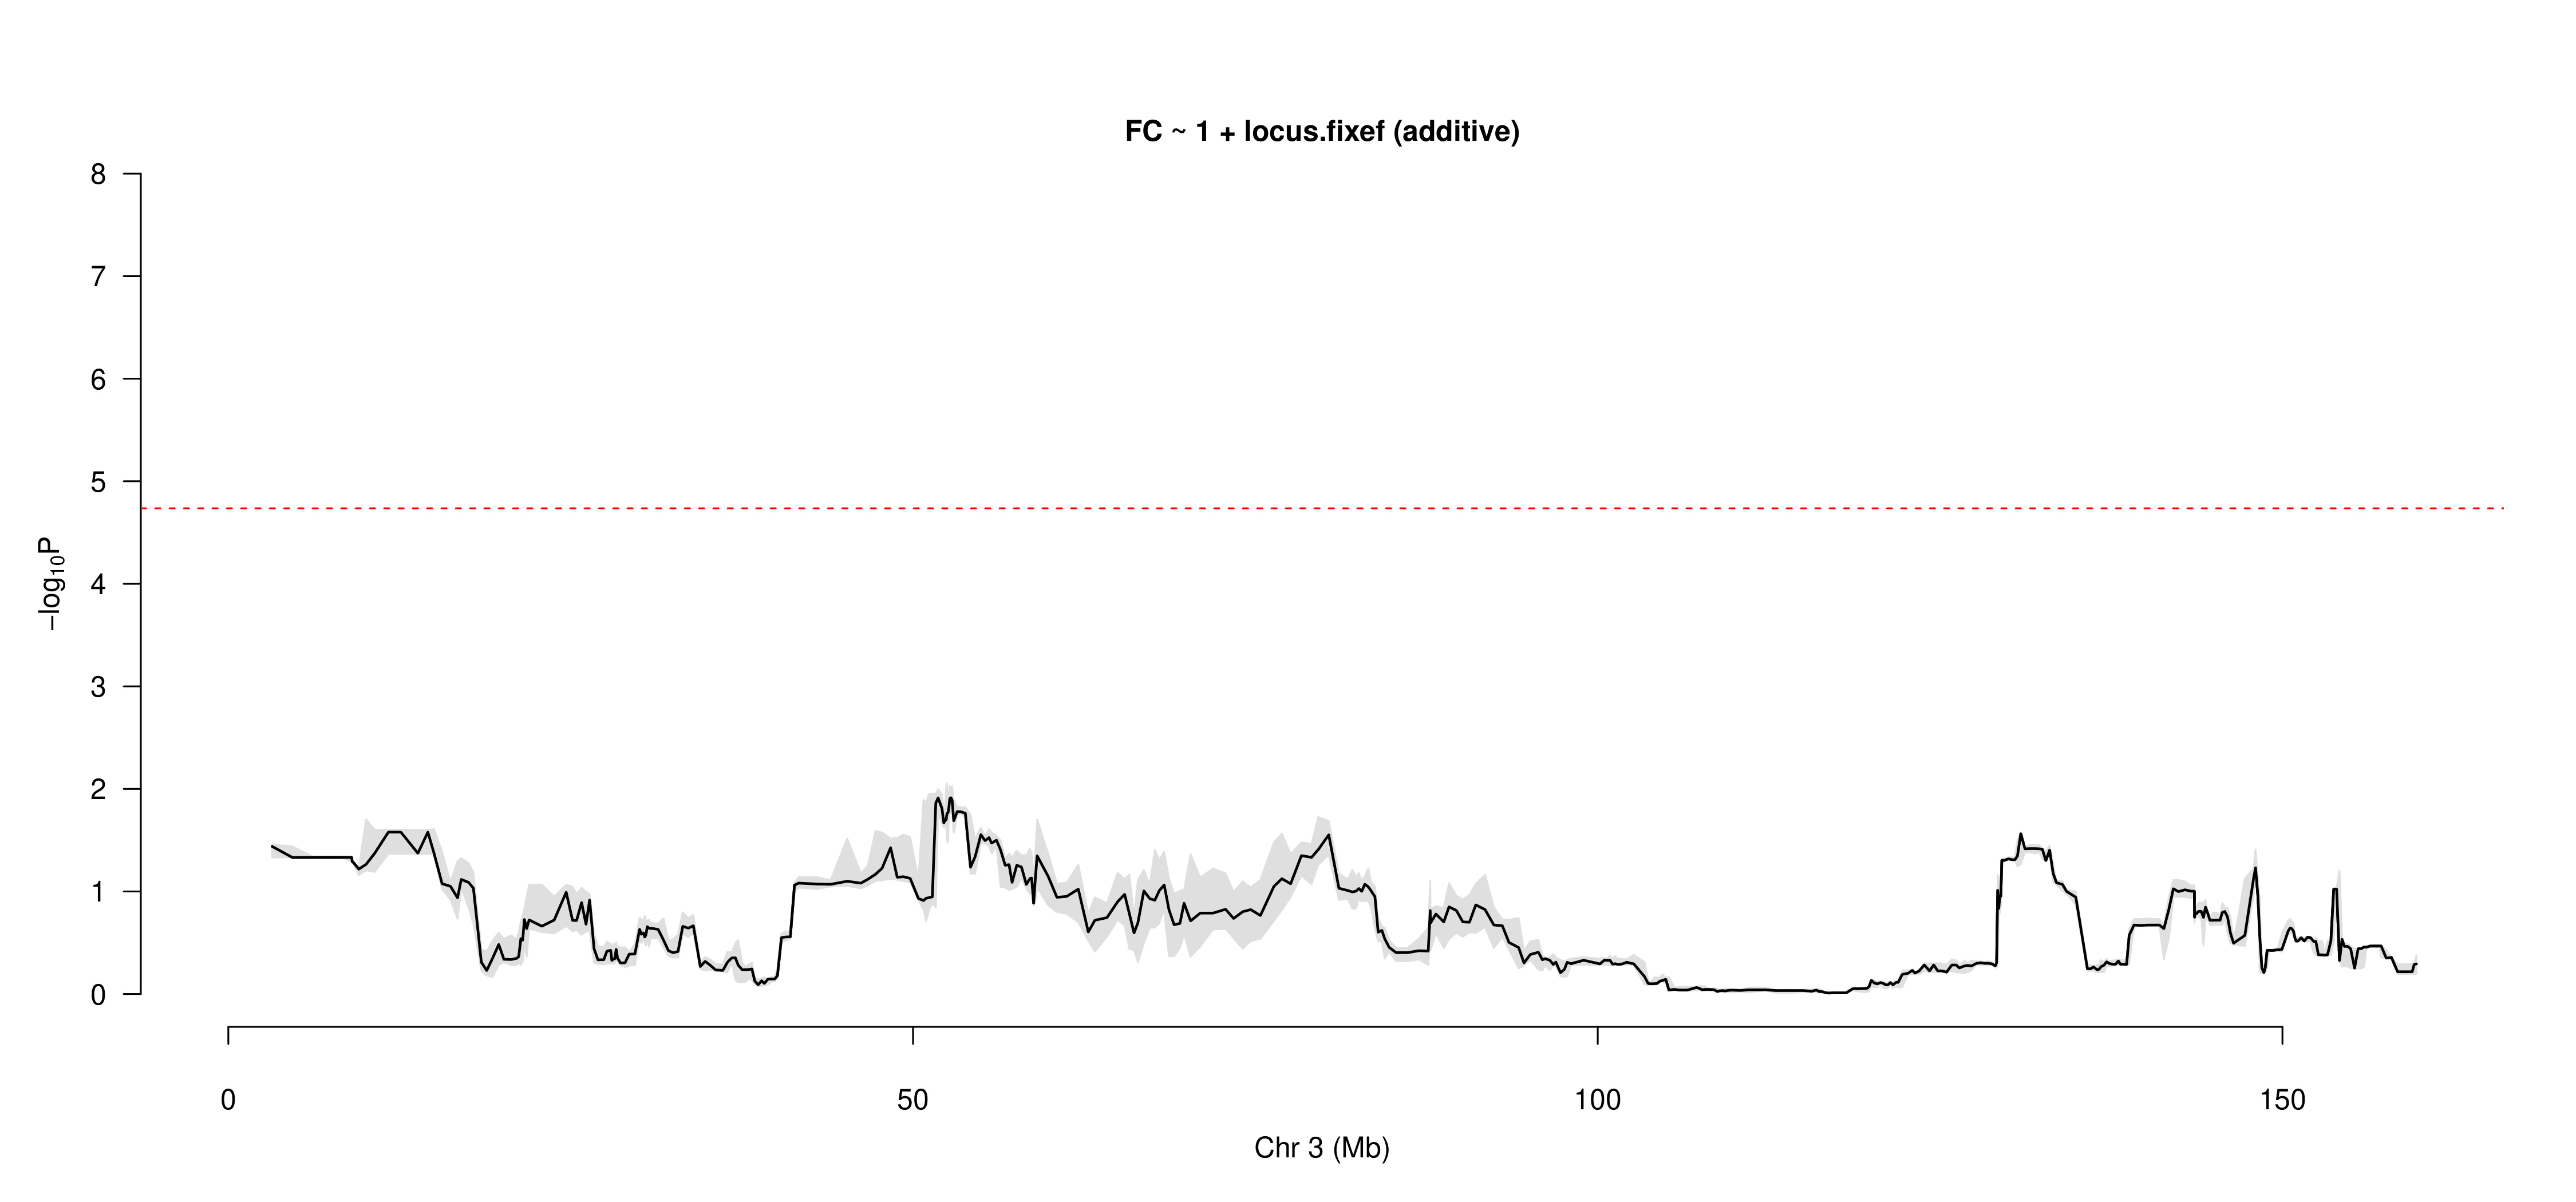 FC ~ 1 + locus.fixef (additive)
8
7
6
5
4
3
2
1
0
−log10P
0 50 100 150
Chr 3 (Mb)